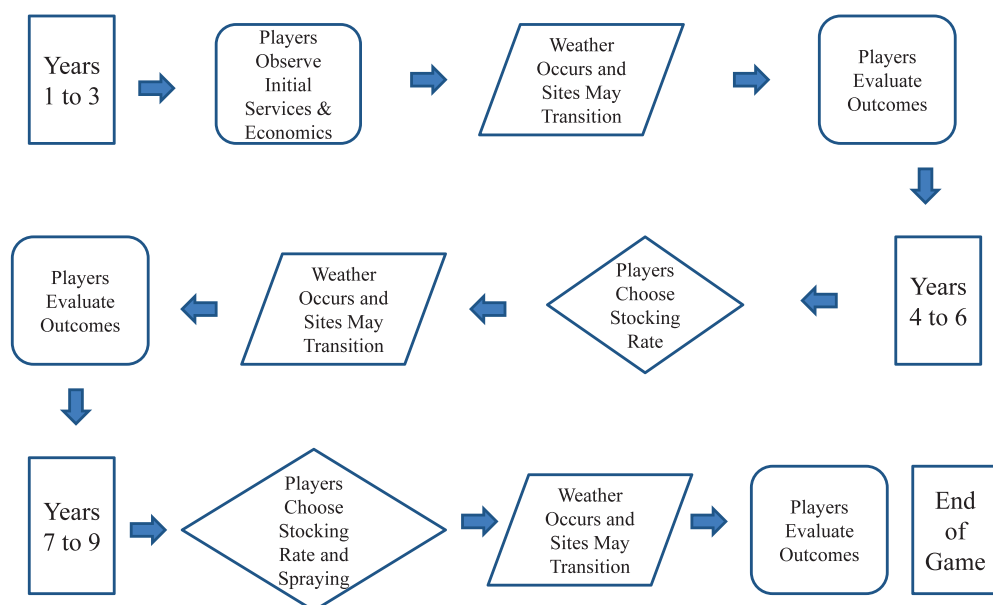 Years
1 to 3
Players
Observe
Initial
Services &
Economics
Weather
Occurs and
Sites May
Transition
Players
Evaluate
Outcomes
Years
4 to 6
Players
Choose
Stocking
Rate
Weather
Occurs and
Sites May
Transition
Players
Evaluate
Outcomes
Years
7 to 9
Players
Choose
Stocking
Rate and
Spraying
Weather
Occurs and
Sites May
Transition
Players
Evaluate
Outcomes
End
of
Game